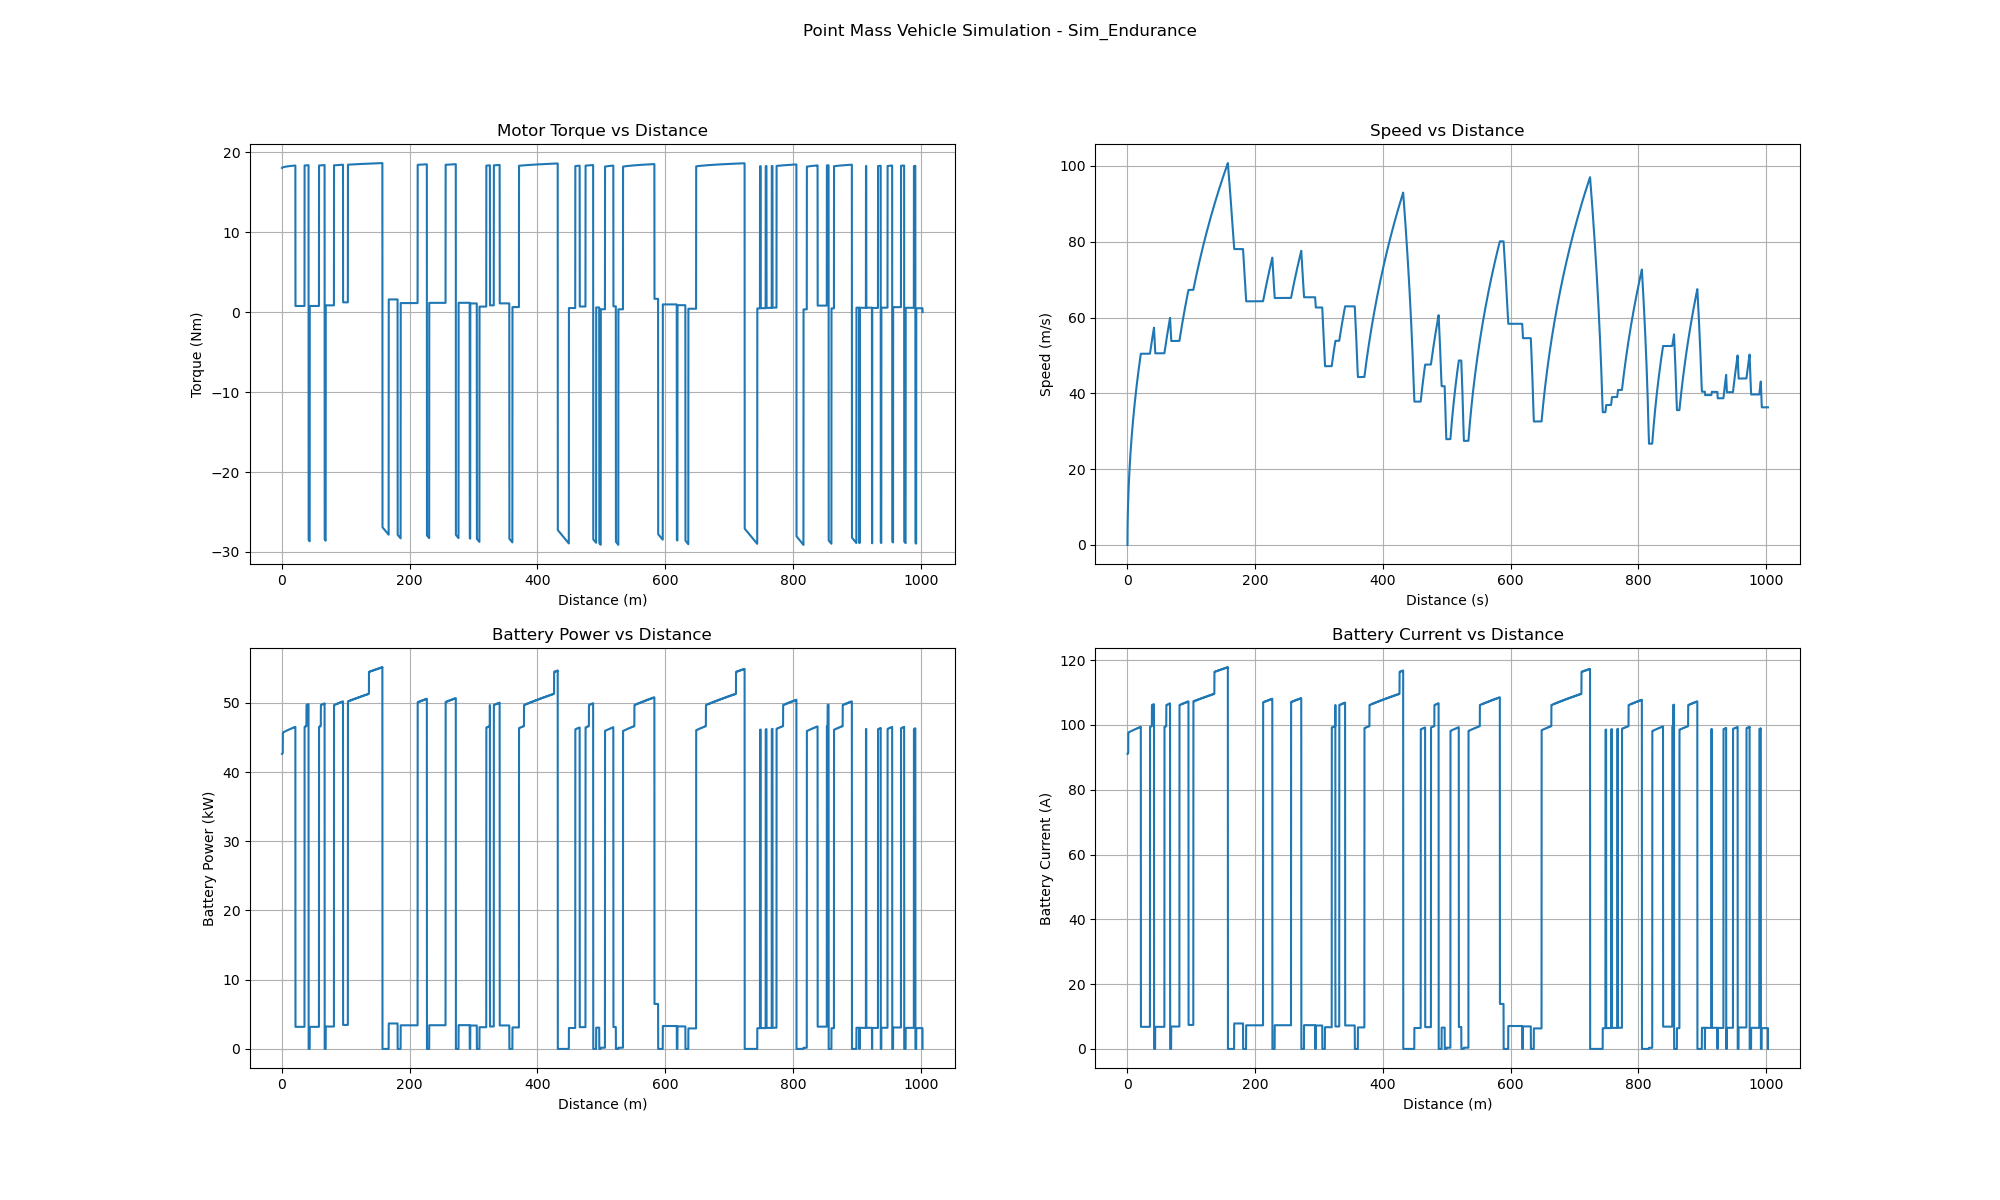 Point Mass Vehicle Simulation - Sim_Endurance
Motor Torque vs Distance
Torque (Nm)
20
10
0
−10
−20
−30
0 200 400 600 800 1000
Distance (m)
Speed vs Distance
Speed (m/s)
100
80
60
40
20
0
0 200 400 600 800 1000
Distance (s)
Battery Power vs Distance
Battery Power (kW)
50
40
30
20
10
0
0 200 400 600 800 1000
Distance (m)
Battery Current vs Distance
Battery Current (A)
120
100
80
60
40
20
0
0 200 400 600 800 1000
Distance (m)